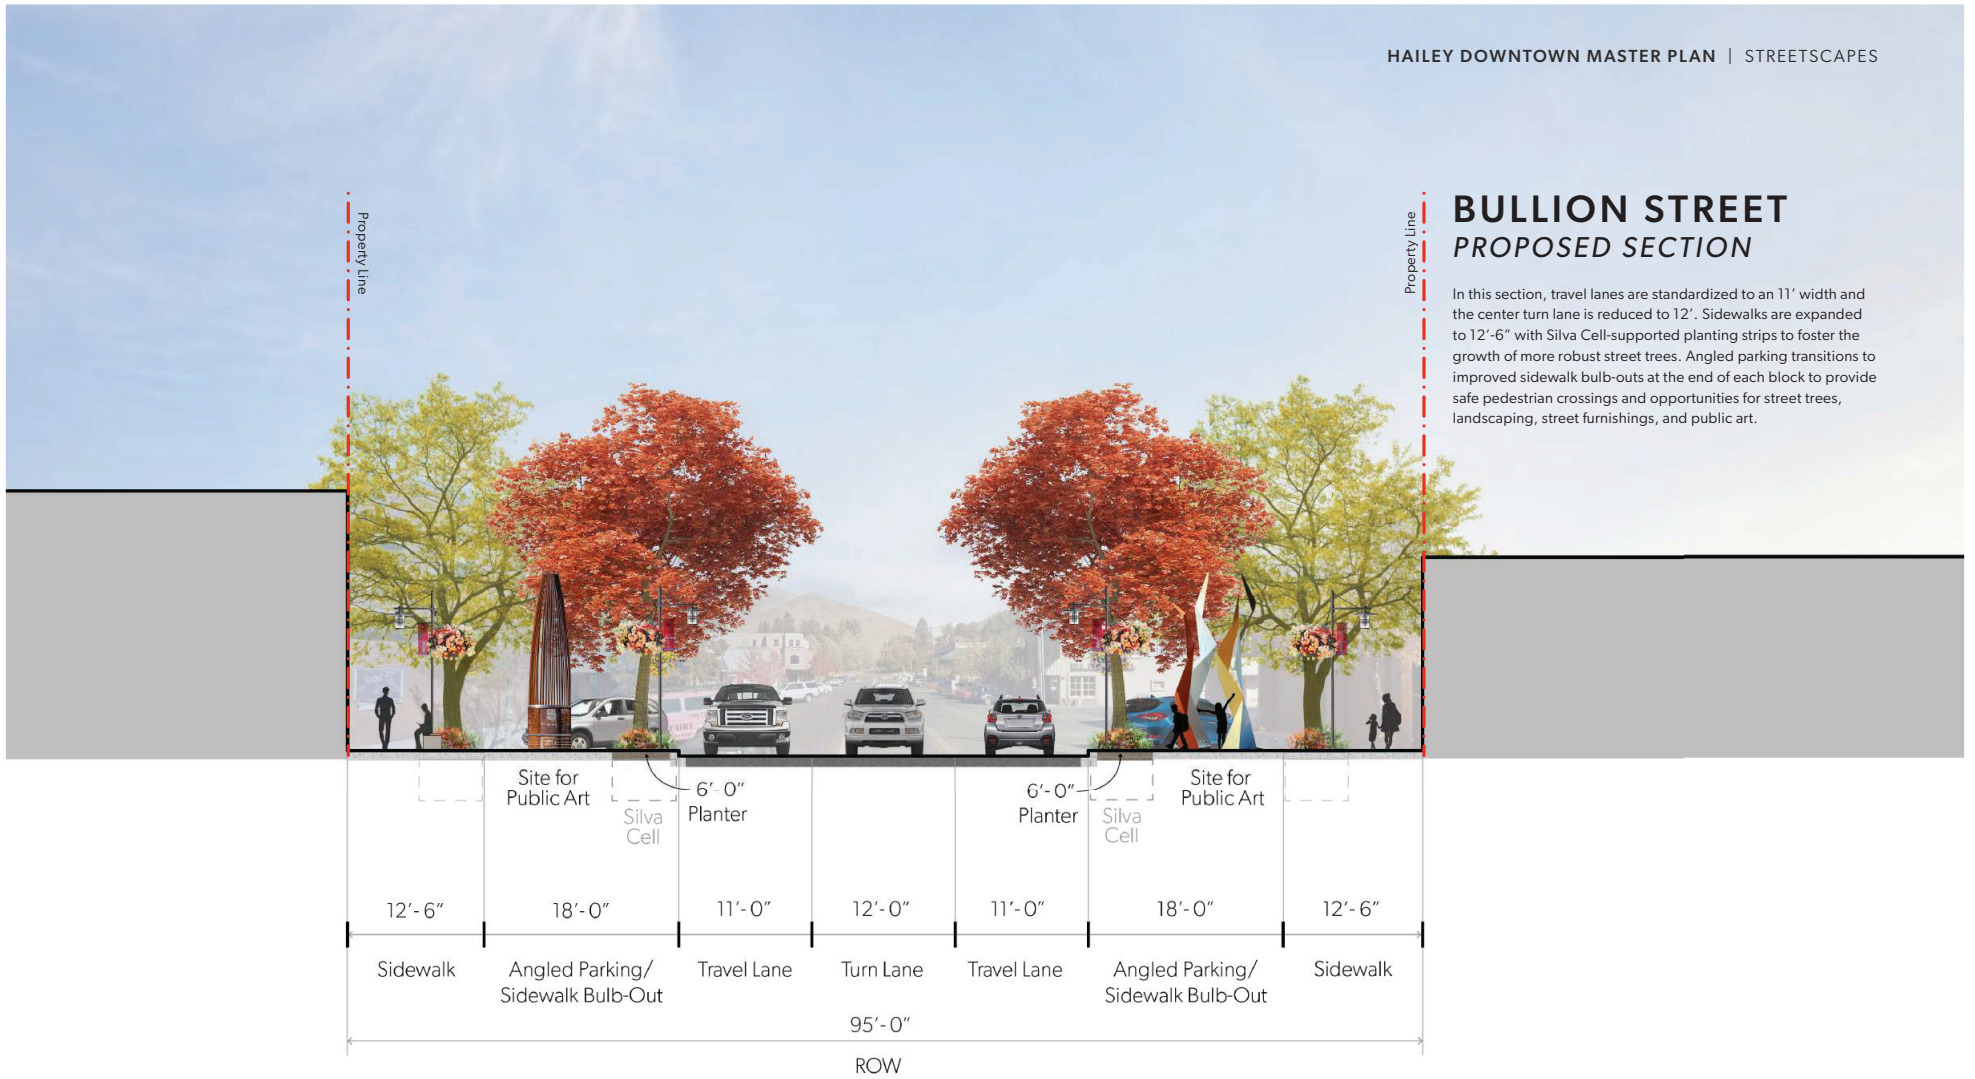 HAILEY DOWNTOWN MASTER PLAN | STREETSCAPES
Property Line
Property Line
BULLION STREET
PROPOSED SECTION
In this section, travel lanes are standardized to an 11' width and
the center turn lane is reduced to 12'. Sidewalks are expanded
to 12'-6" with Silva Cell-supported planting strips to foster the
growth of more robust street trees. Angled parking transitions to
improved sidewalk bulb-outs at the end of each block to provide
safe pedestrian crossings and opportunities for street trees,
landscaping, street furnishings, and public art.
Site for
Public Art
6'-0"
Planter
Silva
Cell
6'-0"
Planter
Silva
Cell
Site for
Public Art
12'-6"
18'-0"
11'-0"
12'-0"
11'-0"
18'-0"
12'-6"
Sidewalk
Angled Parking/
Sidewalk Bulb-Out
Travel Lane
Turn Lane
Travel Lane
Angled Parking/
Sidewalk Bulb-Out
Sidewalk
95'-0"
ROW